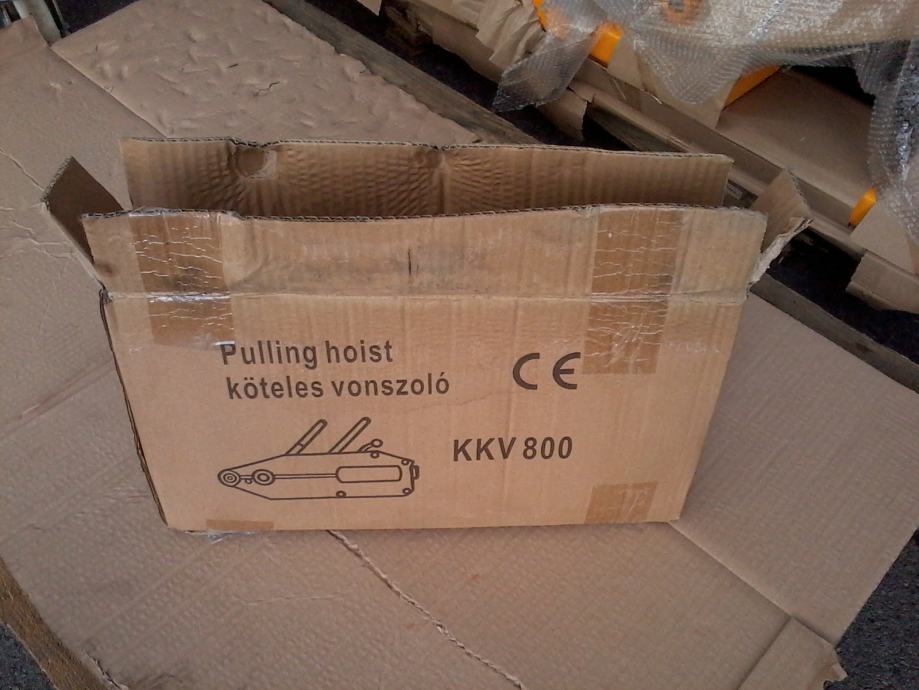 Pulling hoist
köteles vonszoló
CE
KKV 800